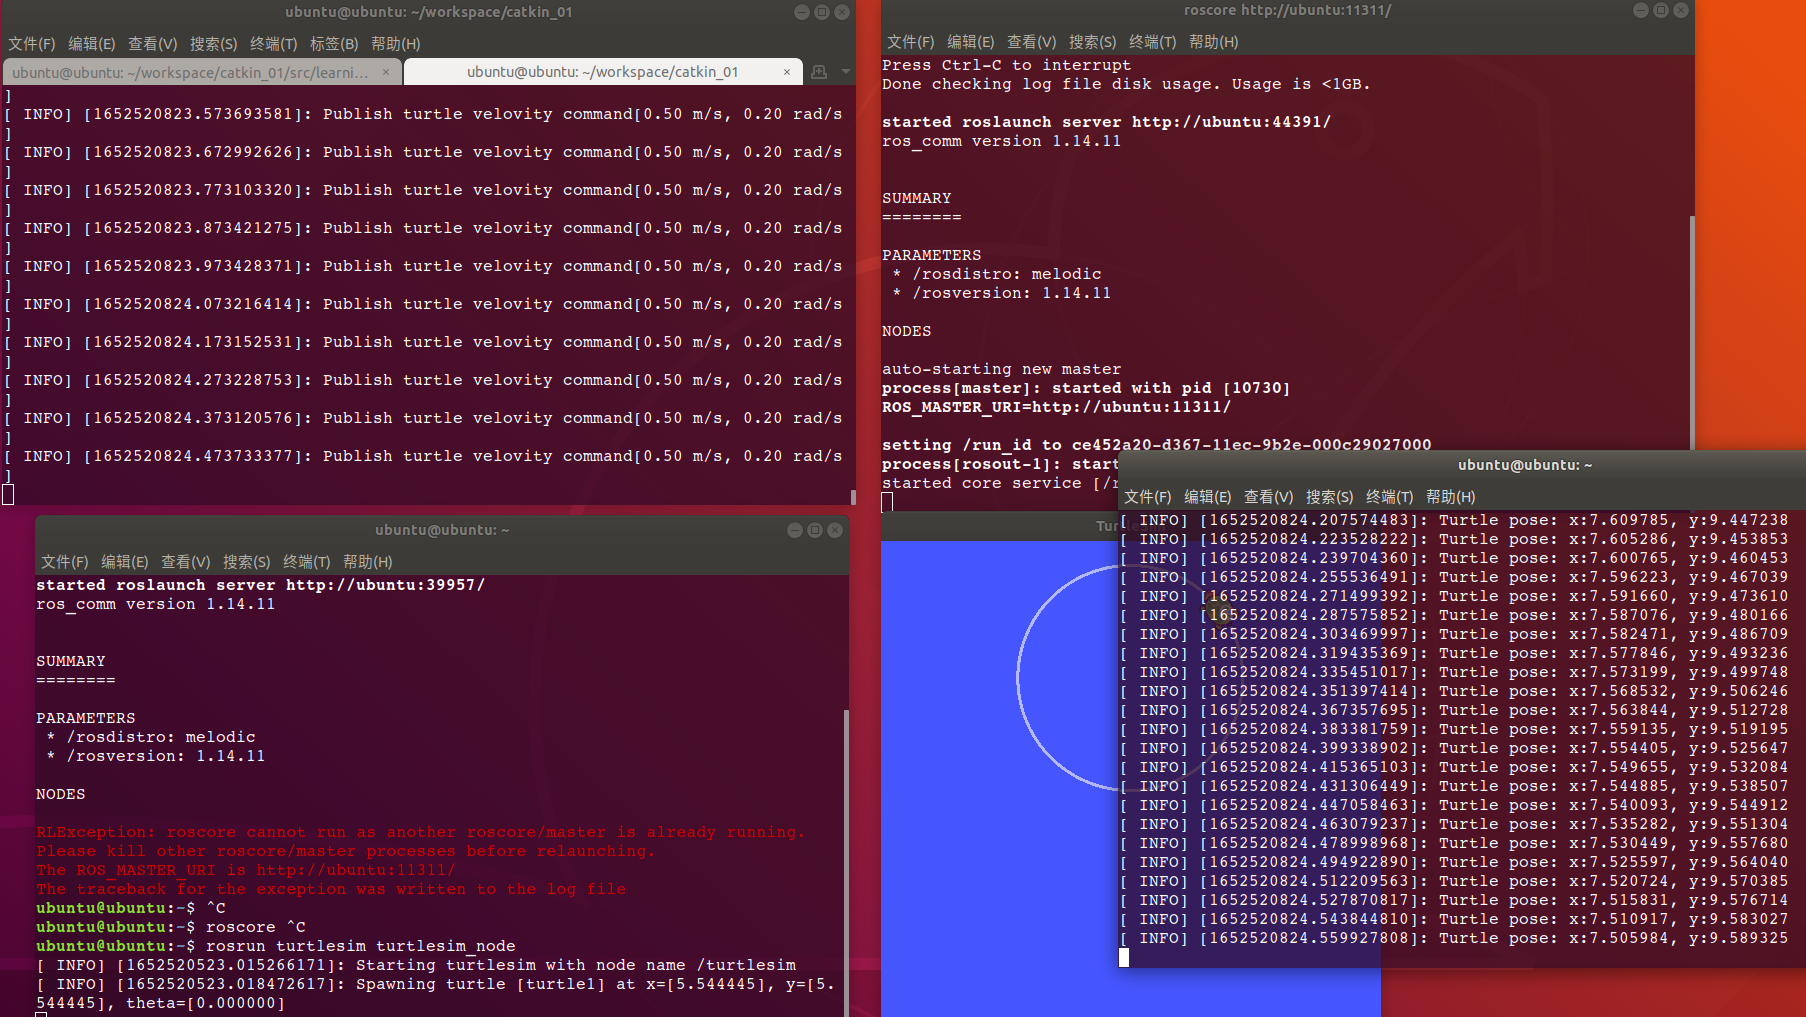 ubuntu@ubuntu: ~/workspace/catkin_01
文件(F) 编辑(E) 查看(V) 搜索(S) 终端(T) 标签(B) 帮助(H)
ubuntu@ubuntu: ~/workspace/catkin_01/src/learni... ×
ubuntu@ubuntu: ~/workspace/catkin_01 ×
]
[ INFO] [1652520823.573693581]: Publish turtle velovity command[0.50 m/s, 0.20 rad/s
]
[ INFO] [1652520823.672992626]: Publish turtle velovity command[0.50 m/s, 0.20 rad/s
]
[ INFO] [1652520823.773103320]: Publish turtle velovity command[0.50 m/s, 0.20 rad/s
]
[ INFO] [1652520823.873421275]: Publish turtle velovity command[0.50 m/s, 0.20 rad/s
]
[ INFO] [1652520823.973428371]: Publish turtle velovity command[0.50 m/s, 0.20 rad/s
]
[ INFO] [1652520824.073216414]: Publish turtle velovity command[0.50 m/s, 0.20 rad/s
]
[ INFO] [1652520824.173152531]: Publish turtle velovity command[0.50 m/s, 0.20 rad/s
]
[ INFO] [1652520824.273228753]: Publish turtle velovity command[0.50 m/s, 0.20 rad/s
]
[ INFO] [1652520824.373120576]: Publish turtle velovity command[0.50 m/s, 0.20 rad/s
]
[ INFO] [1652520824.473733377]: Publish turtle velovity command[0.50 m/s, 0.20 rad/s
]
roscore http://ubuntu:11311/
文件(F) 编辑(E) 查看(V) 搜索(S) 终端(T) 帮助(H)
Press Ctrl-C to interrupt
Done checking log file disk usage. Usage is <1GB.
started roslaunch server http://ubuntu:44391/
ros_comm version 1.14.11
SUMMARY
========
PARAMETERS
* /rosdistro: melodic
* /rosversion: 1.14.11
NODES
auto-starting new master
process[master]: started with pid [10730]
ROS_MASTER_URI=http://ubuntu:11311/
setting /run_id to ce452a20-d367-11ec-9b2e-000c29027000
process[rosout-1]: start
started core service [/r
ubuntu@ubuntu: ~
文件(F) 编辑(E) 查看(V) 搜索(S) 终端(T) 帮助(H)
started roslaunch server http://ubuntu:39957/
ros_comm version 1.14.11
SUMMARY
========
PARAMETERS
* /rosdistro: melodic
* /rosversion: 1.14.11
NODES
RLException: roscore cannot run as another roscore/master is already running.
Please kill other roscore/master processes before relaunching.
The ROS_MASTER_URI is http://ubuntu:11311/
The traceback for the exception was written to the log file
ubuntu@ubuntu:~$ ^C
ubuntu@ubuntu:~$ roscore ^C
ubuntu@ubuntu:~$ rosrun turtlesim turtlesim_node
[ INFO] [1652520523.015266171]: Starting turtlesim with node name /turtlesim
[ INFO] [1652520523.018472617]: Spawning turtle [turtle1] at x=[5.544445], y=[5.
544445], theta=[0.000000]
TurtleSim
ubuntu@ubuntu: ~
文件(F) 编辑(E) 查看(V) 搜索(S) 终端(T) 帮助(H)
[ INFO] [1652520824.207574483]: Turtle pose: x:7.609785, y:9.447238
[ INFO] [1652520824.223528222]: Turtle pose: x:7.605286, y:9.453853
[ INFO] [1652520824.239704360]: Turtle pose: x:7.600765, y:9.460453
[ INFO] [1652520824.255536491]: Turtle pose: x:7.596223, y:9.467039
[ INFO] [1652520824.271499392]: Turtle pose: x:7.591660, y:9.473610
[ INFO] [1652520824.287575852]: Turtle pose: x:7.587076, y:9.480166
[ INFO] [1652520824.303469997]: Turtle pose: x:7.582471, y:9.486709
[ INFO] [1652520824.319435369]: Turtle pose: x:7.577846, y:9.493236
[ INFO] [1652520824.335451017]: Turtle pose: x:7.573199, y:9.499748
[ INFO] [1652520824.351397414]: Turtle pose: x:7.568532, y:9.506246
[ INFO] [1652520824.367357695]: Turtle pose: x:7.563844, y:9.512728
[ INFO] [1652520824.383381759]: Turtle pose: x:7.559135, y:9.519195
[ INFO] [1652520824.399338902]: Turtle pose: x:7.554405, y:9.525647
[ INFO] [1652520824.415365103]: Turtle pose: x:7.549655, y:9.532084
[ INFO] [1652520824.431306449]: Turtle pose: x:7.544885, y:9.538507
[ INFO] [1652520824.447058463]: Turtle pose: x:7.540093, y:9.544912
[ INFO] [1652520824.463079237]: Turtle pose: x:7.535282, y:9.551304
[ INFO] [1652520824.478998968]: Turtle pose: x:7.530449, y:9.557680
[ INFO] [1652520824.494922890]: Turtle pose: x:7.525597, y:9.564040
[ INFO] [1652520824.512209563]: Turtle pose: x:7.520724, y:9.570385
[ INFO] [1652520824.527870817]: Turtle pose: x:7.515831, y:9.576714
[ INFO] [1652520824.543844810]: Turtle pose: x:7.510917, y:9.583027
[ INFO] [1652520824.559927808]: Turtle pose: x:7.505984, y:9.589325